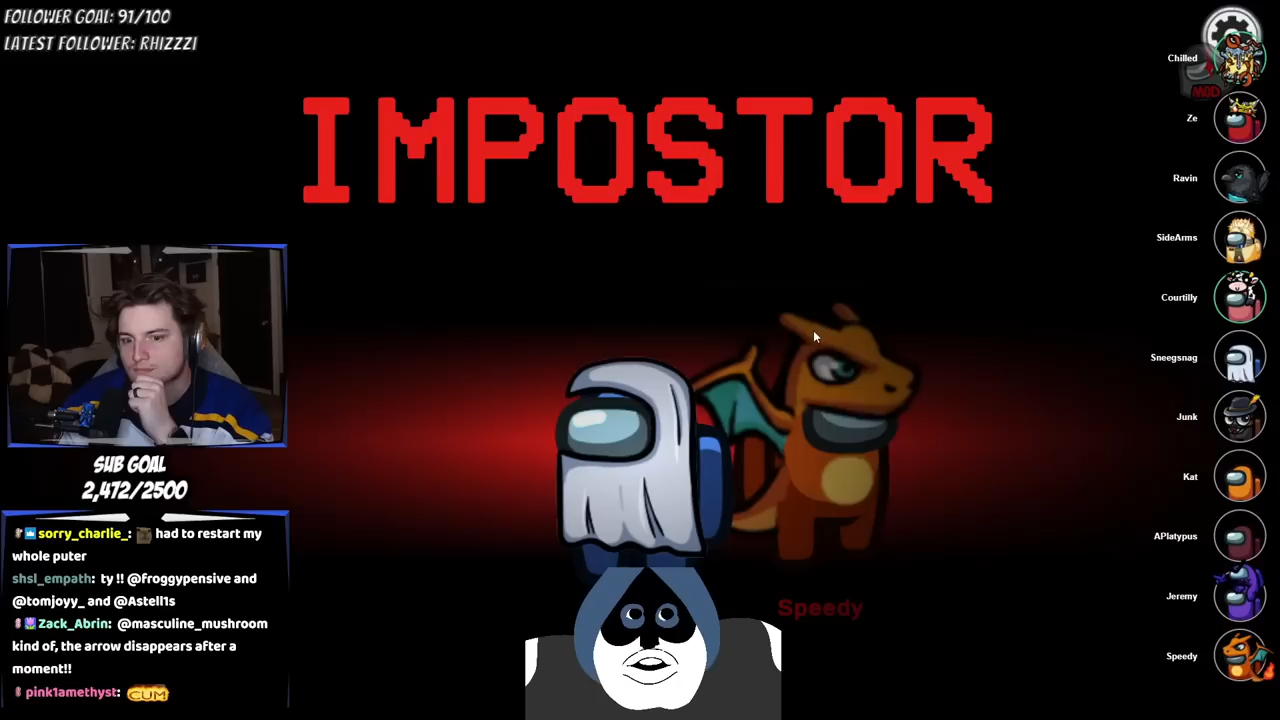 FOLLOWER GOAL: 91/100
LATEST FOLLOWER: RHIZZZI
IMPOSTOR
Chilled
MOD
Ze
Ravin
SideArms
Courtilly
Sneegsnag
Junk
Kat
APlatypus
Jeremy
Speedy
SUB GOAL
2,472/2500
sorry_charlie_: had to restart my
whole puter
shsl_empath: ty !! @froggypensive and
@tomjoyy_ and @Astell1s
Zack_Abrin: @masculine_mushroom
kind of, the arrow disappears after a
moment!!
pink1amethyst: CUM
Speedy